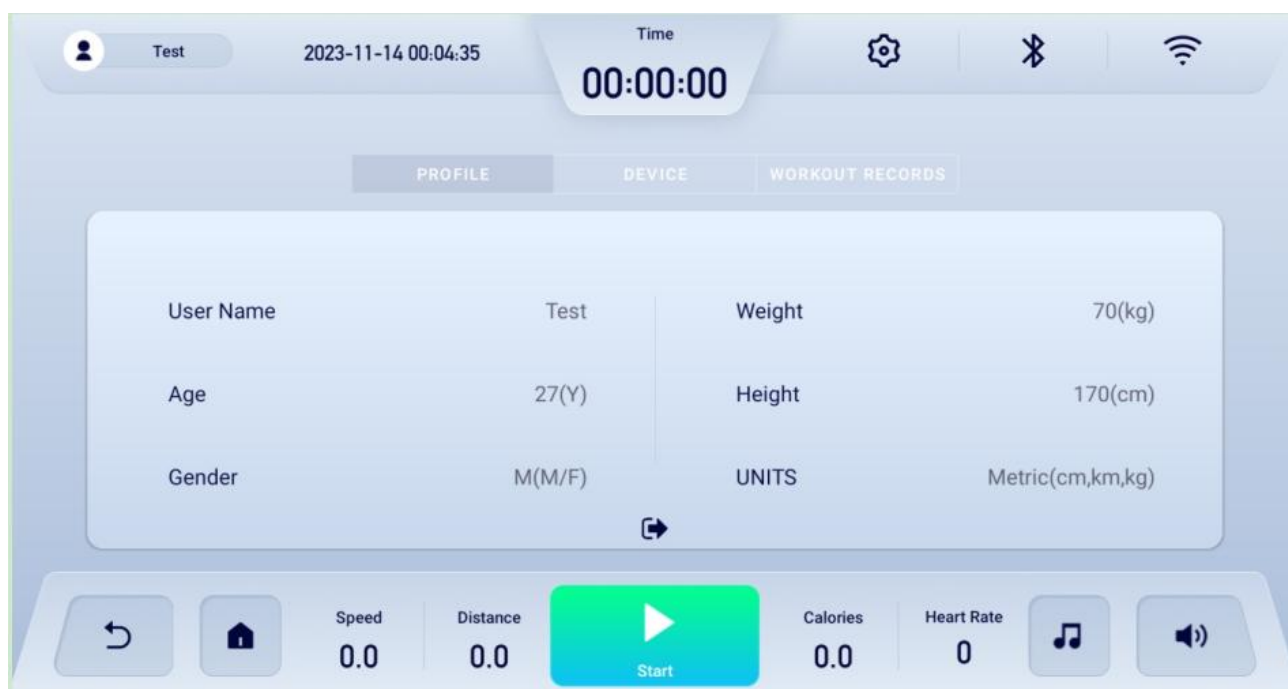 Test
2023-11-14 00:04:35
Time
00:00:00
PROFILE
DEVICE
WORKOUT RECORDS
User Name
Test
Weight
70(kg)
Age
27(Y)
Height
170(cm)
Gender
M(M/F)
UNITS
Metric(cm,km,kg)
Speed
0.0
Distance
0.0
Start
Calories
0.0
Heart Rate
0